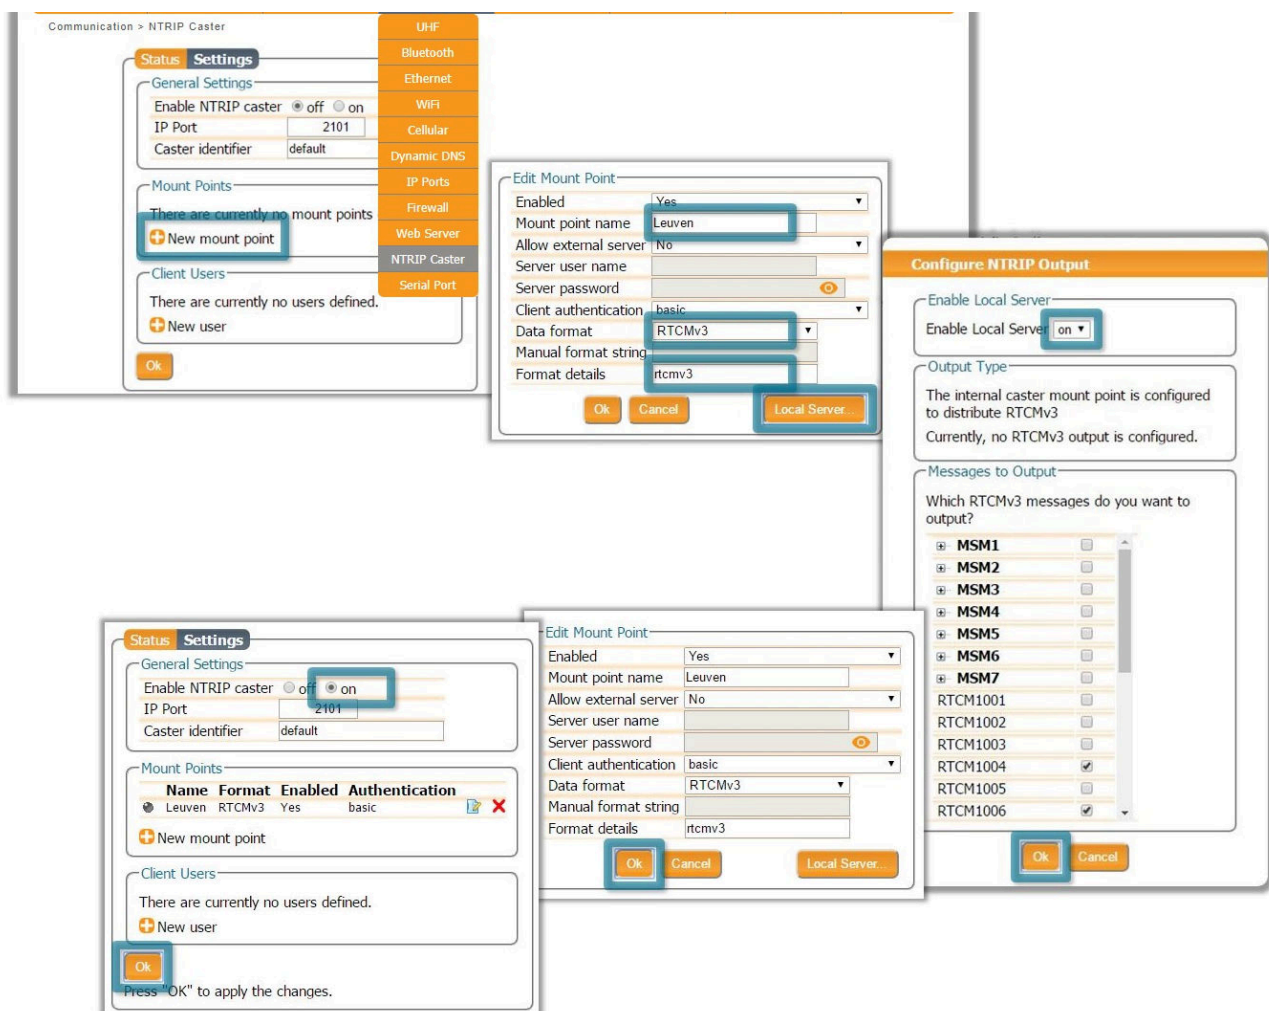 Communication > NTRIP Caster
UHF
Bluetooth
Ethernet
WiFi
Cellular
Dynamic DNS
IP Ports
Firewall
Web Server
NTRIP Caster
Serial Port
Status Settings
General Settings
Enable NTRIP caster off on
IP Port 2101
Caster identifier default
Mount Points
There are currently no mount points
New mount point
Client Users
There are currently no users defined.
New user
Ok
Edit Mount Point
Enabled Yes
Mount point name Leuven
Allow external server No
Server user name
Server password
Client authentication basic
Data format RTCMv3
Manual format string
Format details rtcmv3
Ok Cancel Local Server...
Configure NTRIP Output
Enable Local Server
Enable Local Server on
Output Type
The internal caster mount point is configured
to distribute RTCMv3
Currently, no RTCMv3 output is configured.
Messages to Output
Which RTCMv3 messages do you want to
output?
MSM1
MSM2
MSM3
MSM4
MSM5
MSM6
MSM7
RTCM1001
RTCM1002
RTCM1003
RTCM1004
RTCM1005
RTCM1006
Ok Cancel
Edit Mount Point
Enabled Yes
Mount point name Leuven
Allow external server No
Server user name
Server password
Client authentication basic
Data format RTCMv3
Manual format string
Format details rtcmv3
Ok Cancel Local Server...
Status Settings
General Settings
Enable NTRIP caster off on
IP Port 2101
Caster identifier default
Mount Points
Name Format Enabled Authentication
Leuven RTCMv3 Yes basic
New mount point
Client Users
There are currently no users defined.
New user
Ok
Press "OK" to apply the changes.